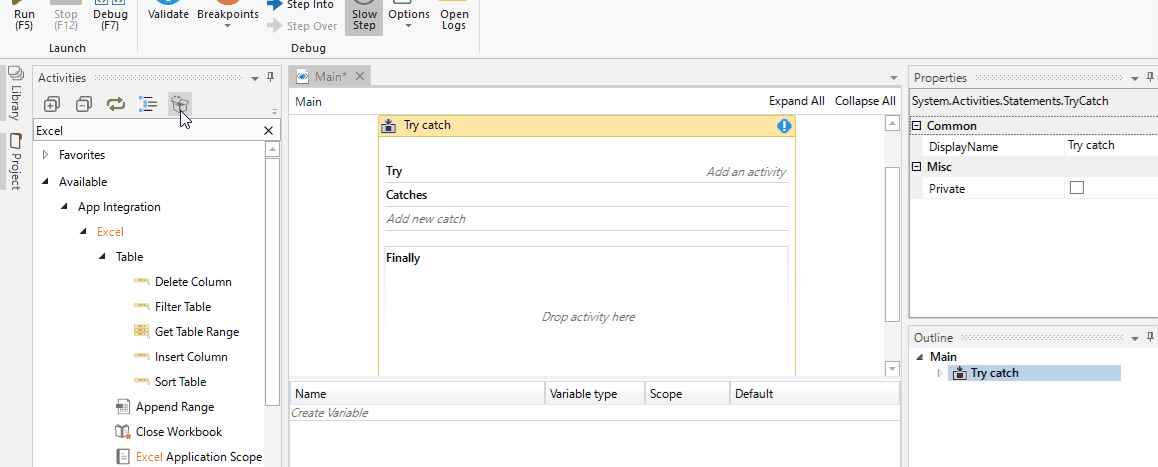 Run
(F5)
Stop
(F12)
Debug
(F7)
Launch
Validate
Breakpoints
Step Into
Step Over
Slow
Step
Options
Open
Logs
Debug
Library
Project
Activities
Excel
Favorites
Available
App Integration
Excel
Table
Delete Column
Filter Table
Get Table Range
Insert Column
Sort Table
Append Range
Close Workbook
Excel Application Scope
Main*
Main
Expand All Collapse All
Try catch
Try Add an activity
Catches
Add new catch
Finally
Drop activity here
Name Variable type Scope Default
Create Variable
Properties
System.Activities.Statements.TryCatch
Common
DisplayName Try catch
Misc
Private
Outline
Main
Try catch